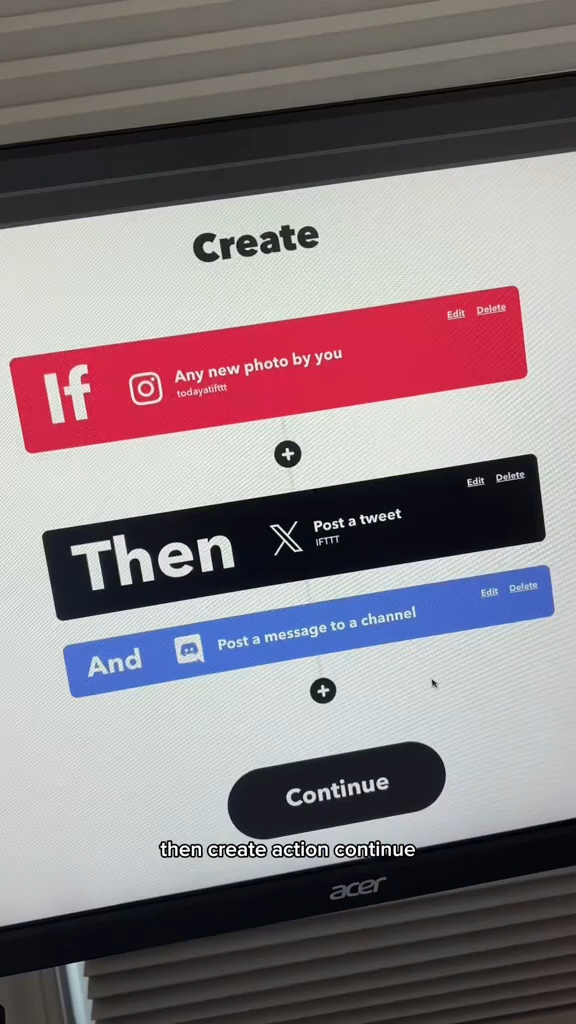 Create
Edit Delete
If
Any new photo by you
todayatifttt
Edit Delete
Then
Post a tweet
IFTTT
Edit Delete
And
Post a message to a channel
Continue
then create action continue
acer